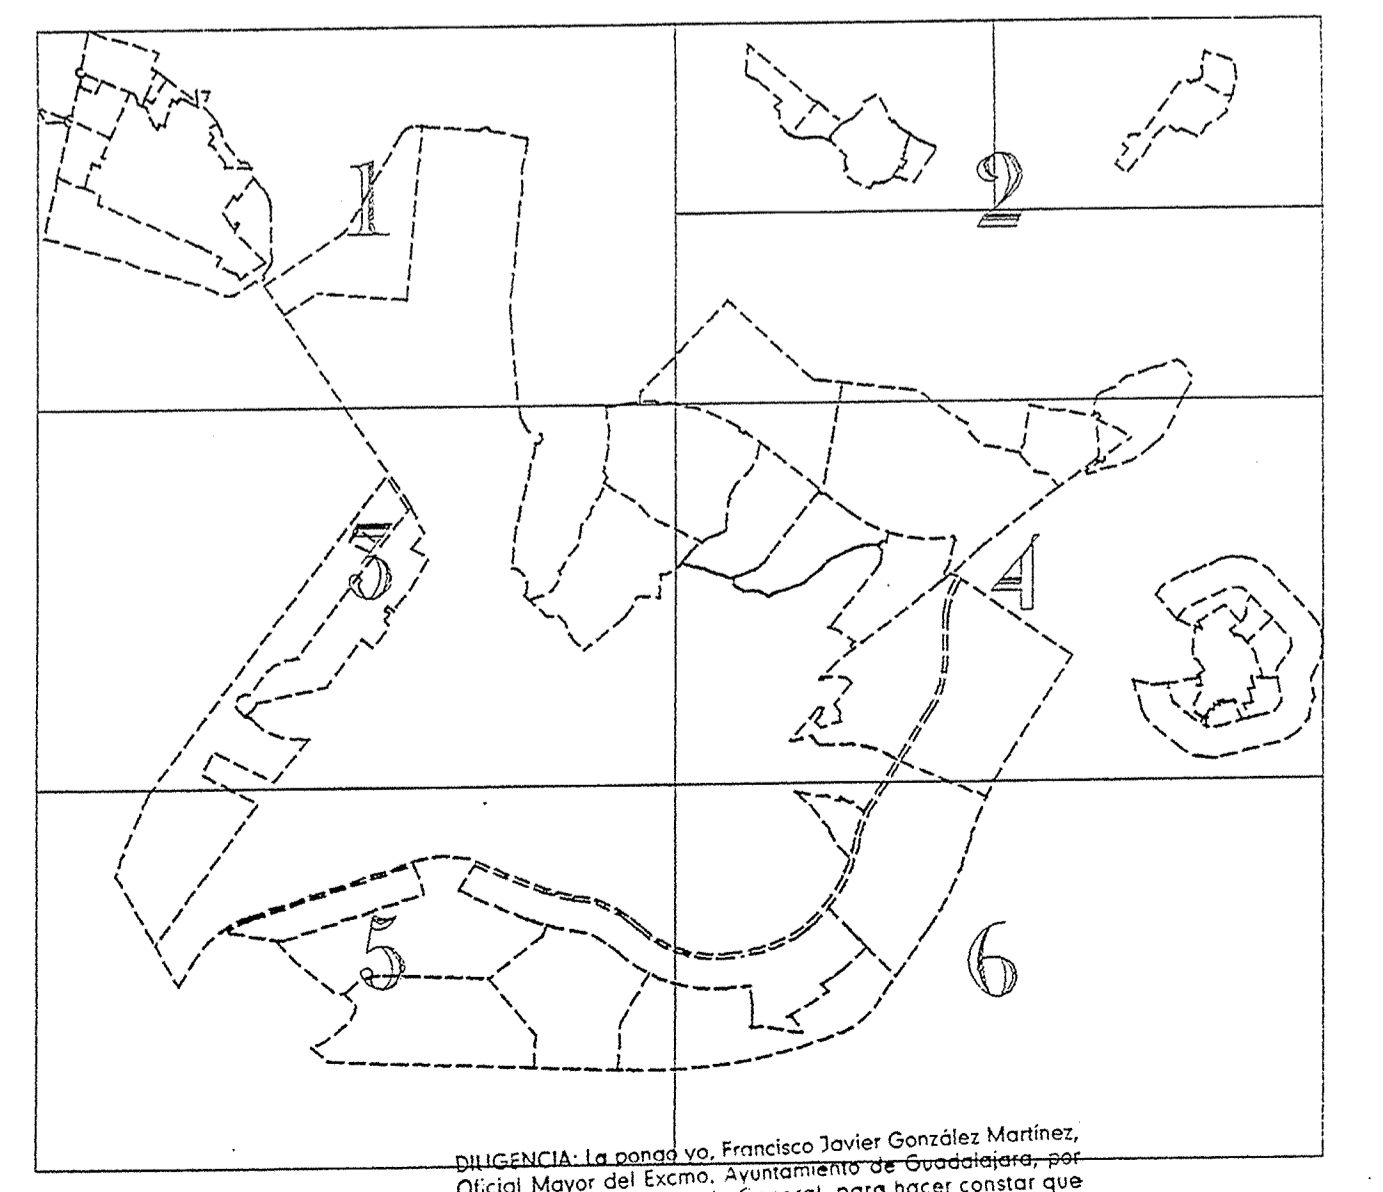 1
2
3
4
5
6
DILIGENCIA: La pongo yo, Francisco Javier González Martínez,
Oficial Mayor del Excmo. Ayuntamiento de Guadalajara, por
General, para hacer constar que